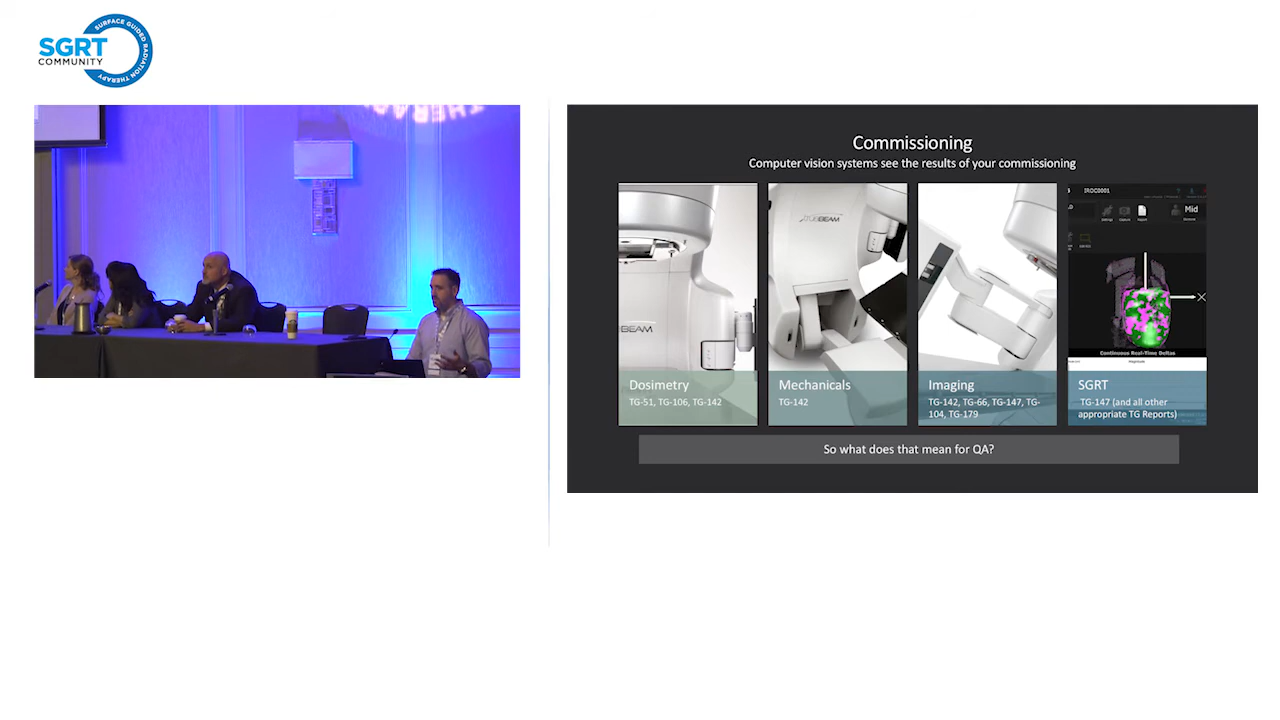 SURFACE GUIDED RADIATION THERAPY
SGRT
COMMUNITY
Commissioning
Computer vision systems see the results of your commissioning
IROC0001
Mid
TRUEBEAM
Continuous Real-Time Deltas
Magnitude
Dosimetry
TG-51, TG-106, TG-142
Mechanicals
TG-142
Imaging
TG-142, TG-66, TG-147, TG-
104, TG-179
SGRT
TG-147 (and all other
appropriate TG Reports)
So what does that mean for QA?